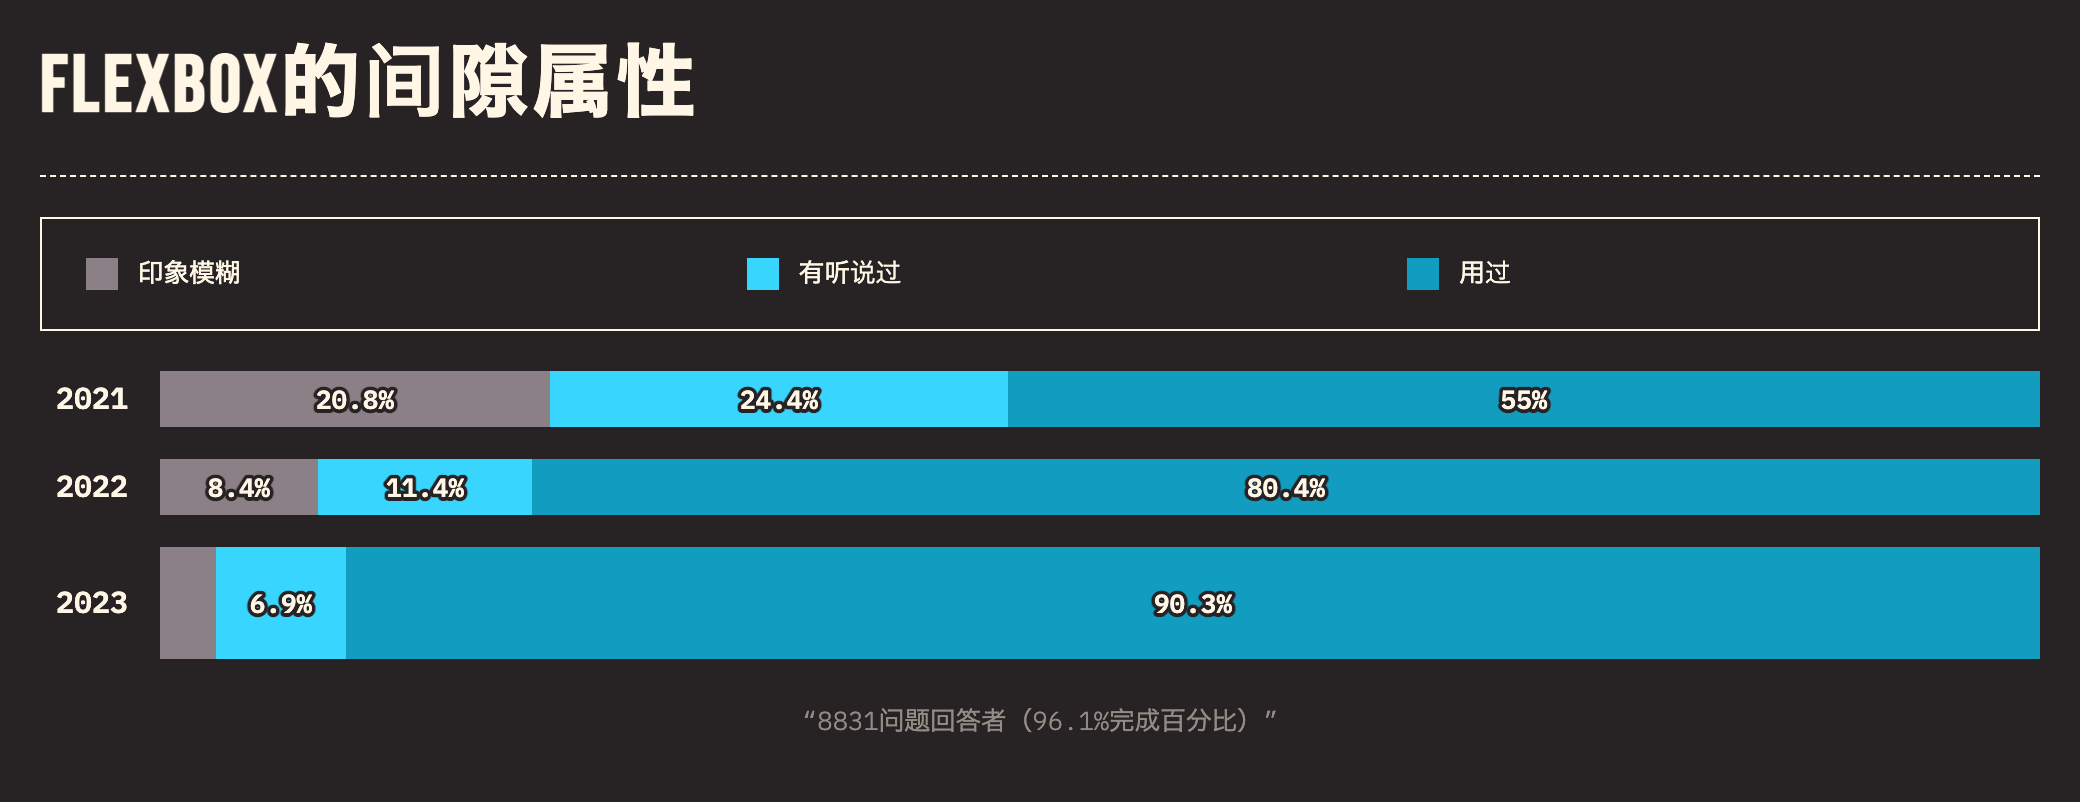 FLEXBOX的间隙属性
印象模糊 有听说过 用过
2021 20.8% 24.4% 55%
2022 8.4% 11.4% 80.4%
2023 6.9% 90.3%
“8831问题回答者（96.1%完成百分比）”